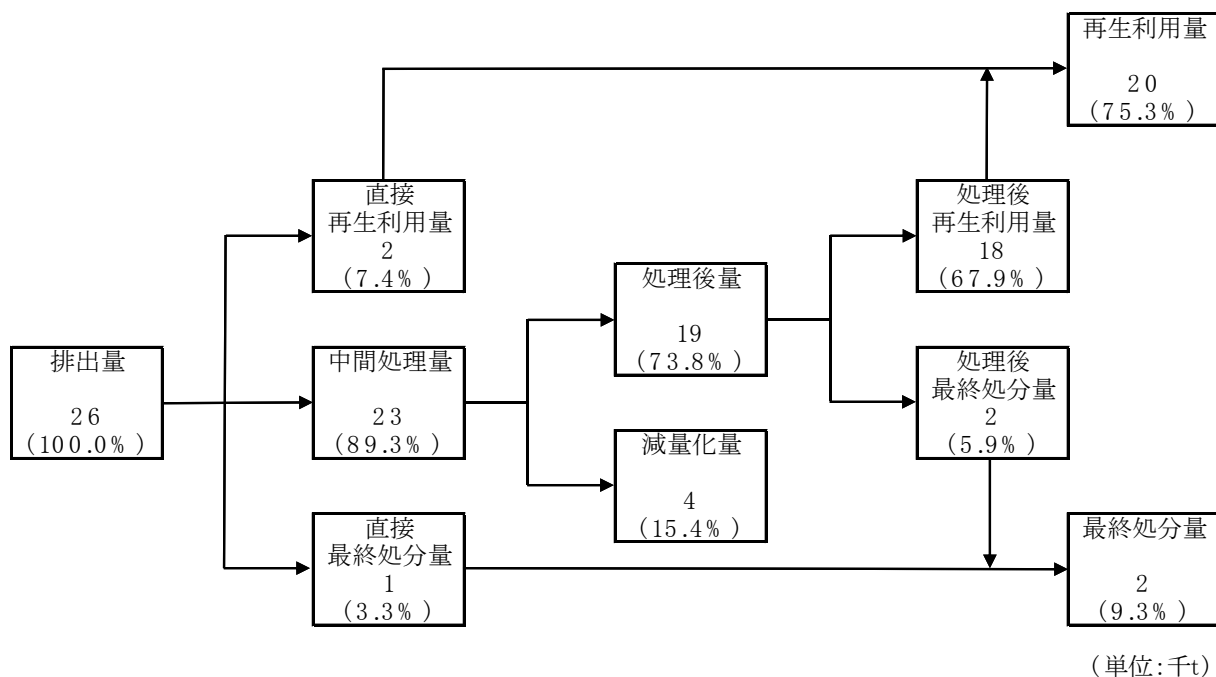 再生利用量
20
(75.3%)
直接
再生利用量
2
(7.4%)
処理後
再生利用量
18
(67.9%)
処理後量
19
(73.8%)
排出量
26
(100.0%)
中間処理量
23
(89.3%)
処理後
最終処分量
2
(5.9%)
減量化量
4
(15.4%)
直接
最終処分量
1
(3.3%)
最終処分量
2
(9.3%)
(単位:千t)